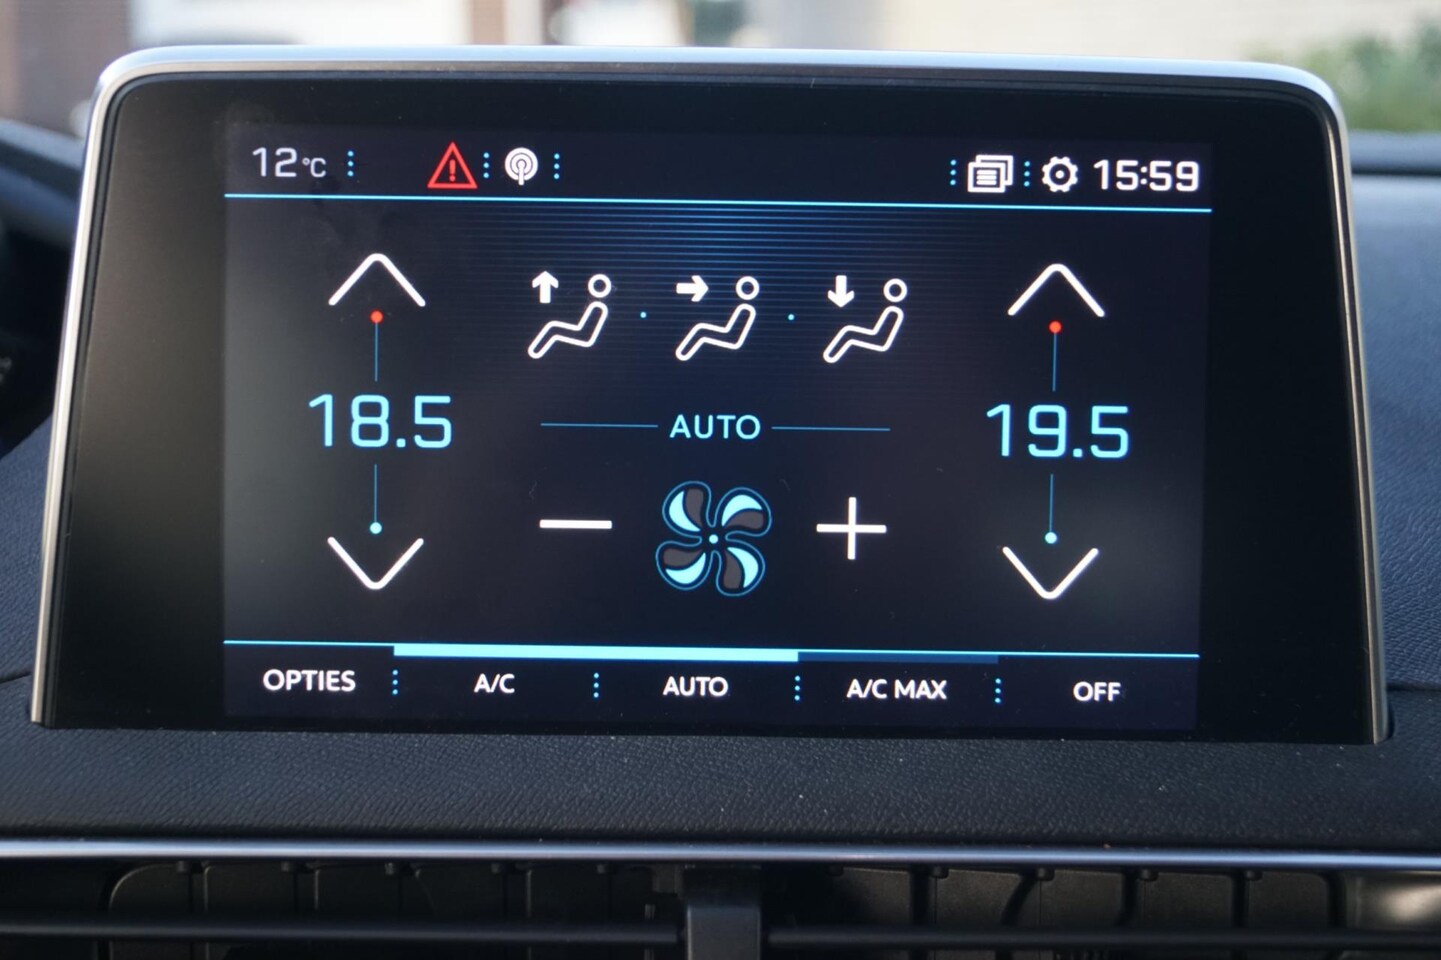 12°C 15:59
18.5 AUTO 19.5
OPTIES A/C AUTO A/C MAX OFF